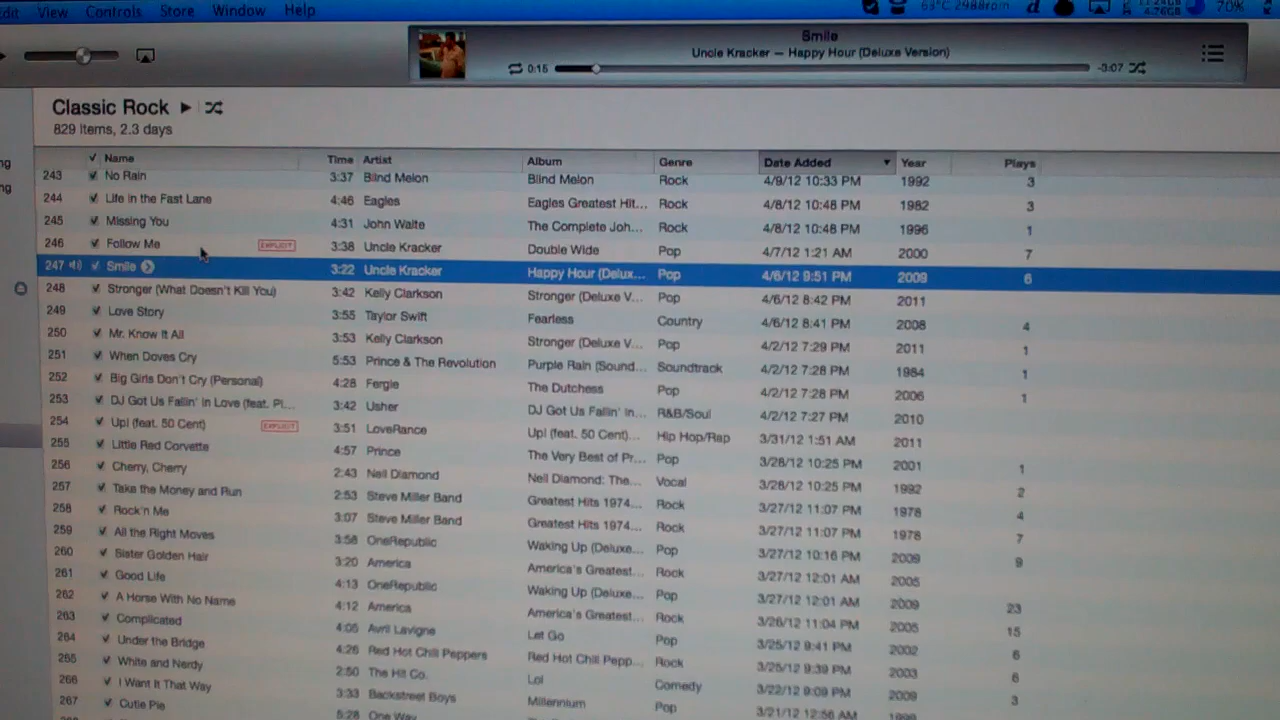 Edit View Controls Store Window Help 63°C 2988rpm 70%
Smile
Uncle Kracker — Happy Hour (Deluxe Version)
0:15 -3:07
Classic Rock
829 items, 2.3 days
Name Time Artist Album Genre Date Added Year Plays
243 No Rain 3:37 Blind Melon Blind Melon Rock 4/9/12 10:33 PM 1992 3
244 Life in the Fast Lane 4:46 Eagles Eagles Greatest Hit... Rock 4/8/12 10:48 PM 1982 3
245 Missing You 4:31 John Waite The Complete Joh... Rock 4/8/12 10:48 PM 1996 1
246 Follow Me EXPLICIT 3:38 Uncle Kracker Double Wide Pop 4/7/12 1:21 AM 2000 7
247 Smile 3:22 Uncle Kracker Happy Hour (Delux... Pop 4/6/12 9:51 PM 2009 6
248 Stronger (What Doesn't Kill You) 3:42 Kelly Clarkson Stronger (Deluxe V... Pop 4/6/12 8:42 PM 2011
249 Love Story 3:55 Taylor Swift Fearless Country 4/6/12 8:41 PM 2008 4
250 Mr. Know It All 3:53 Kelly Clarkson Stronger (Deluxe V... Pop 4/2/12 7:29 PM 2011 1
251 When Doves Cry 5:53 Prince & The Revolution Purple Rain (Sound... Soundtrack 4/2/12 7:28 PM 1984 1
252 Big Girls Don't Cry (Personal) 4:28 Fergie The Dutchess Pop 4/2/12 7:28 PM 2006 1
253 DJ Got Us Fallin' In Love (feat. Pi... 3:42 Usher DJ Got Us Fallin' In... R&B/Soul 4/2/12 7:27 PM 2010
254 Up! (feat. 50 Cent) EXPLICIT 3:51 LoveRance Up! (feat. 50 Cent)... Hip Hop/Rap 3/31/12 1:51 AM 2011
255 Little Red Corvette 4:57 Prince The Very Best of Pr... Pop 3/28/12 10:25 PM 2001 1
256 Cherry, Cherry 2:43 Neil Diamond Neil Diamond: The... Vocal 3/28/12 10:25 PM 1992 2
257 Take the Money and Run 2:53 Steve Miller Band Greatest Hits 1974... Rock 3/27/12 11:07 PM 1978 4
258 Rock'n Me 3:07 Steve Miller Band Greatest Hits 1974... Rock 3/27/12 11:07 PM 1978 7
259 All the Right Moves 3:58 OneRepublic Waking Up (Deluxe... Pop 3/27/12 10:16 PM 2009 9
260 Sister Golden Hair 3:20 America America's Greatest... Rock 3/27/12 12:01 AM 2005
261 Good Life 4:13 OneRepublic Waking Up (Deluxe... Pop 3/27/12 12:01 AM 2009 23
262 A Horse With No Name 4:12 America America's Greatest... Rock 3/26/12 11:04 PM 2005 15
263 Complicated 4:05 Avril Lavigne Let Go Pop 3/25/12 9:41 PM 2002 6
264 Under the Bridge 4:26 Red Hot Chili Peppers Red Hot Chili Pepp... Rock 3/25/12 9:39 PM 2003 6
265 White and Nerdy 2:50 The Hit Co. Lol Comedy 3/22/12 9:09 PM 2009 3
266 I Want It That Way 3:33 Backstreet Boys Millennium Pop 3/21/12 12:56 AM 1999
267 Cutie Pie 5:28 One Way